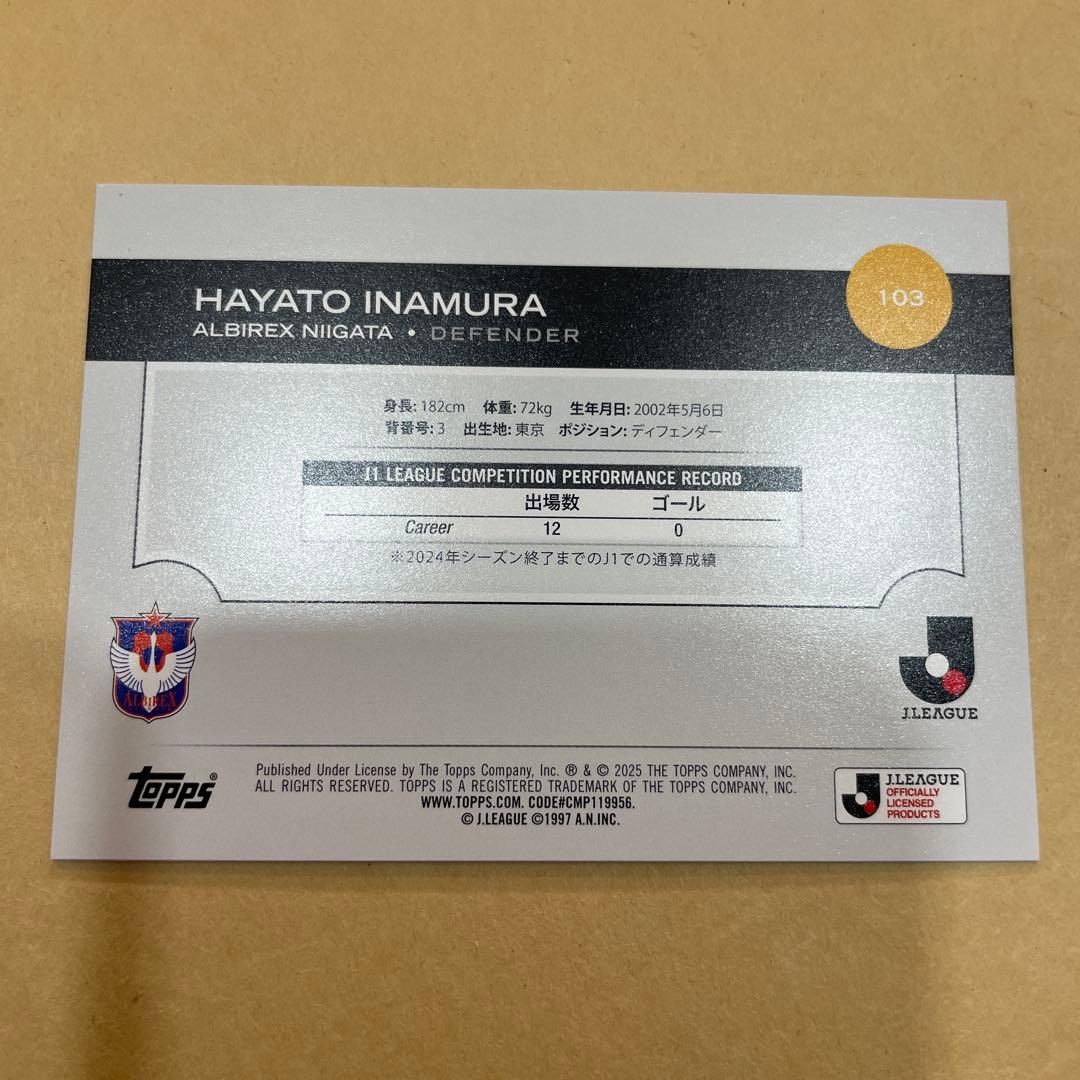 HAYATO INAMURA
ALBIREX NIIGATA • DEFENDER
103
身長: 182cm 体重: 72kg 生年月日: 2002年5月6日
背番号: 3 出生地: 東京 ポジション: ディフェンダー
J1 LEAGUE COMPETITION PERFORMANCE RECORD
出場数 ゴール
Career 12 0
※2024年シーズン終了までのJ1での通算成績
ALBIREX
J.LEAGUE
topps®
Published Under License by The Topps Company, Inc. ® & © 2025 THE TOPPS COMPANY, INC.
ALL RIGHTS RESERVED. TOPPS IS A REGISTERED TRADEMARK OF THE TOPPS COMPANY, INC.
WWW.TOPPS.COM. CODE#CMP119956.
© J.LEAGUE ©1997 A.N.INC.
J.LEAGUE
OFFICIALLY
LICENSED
PRODUCTS